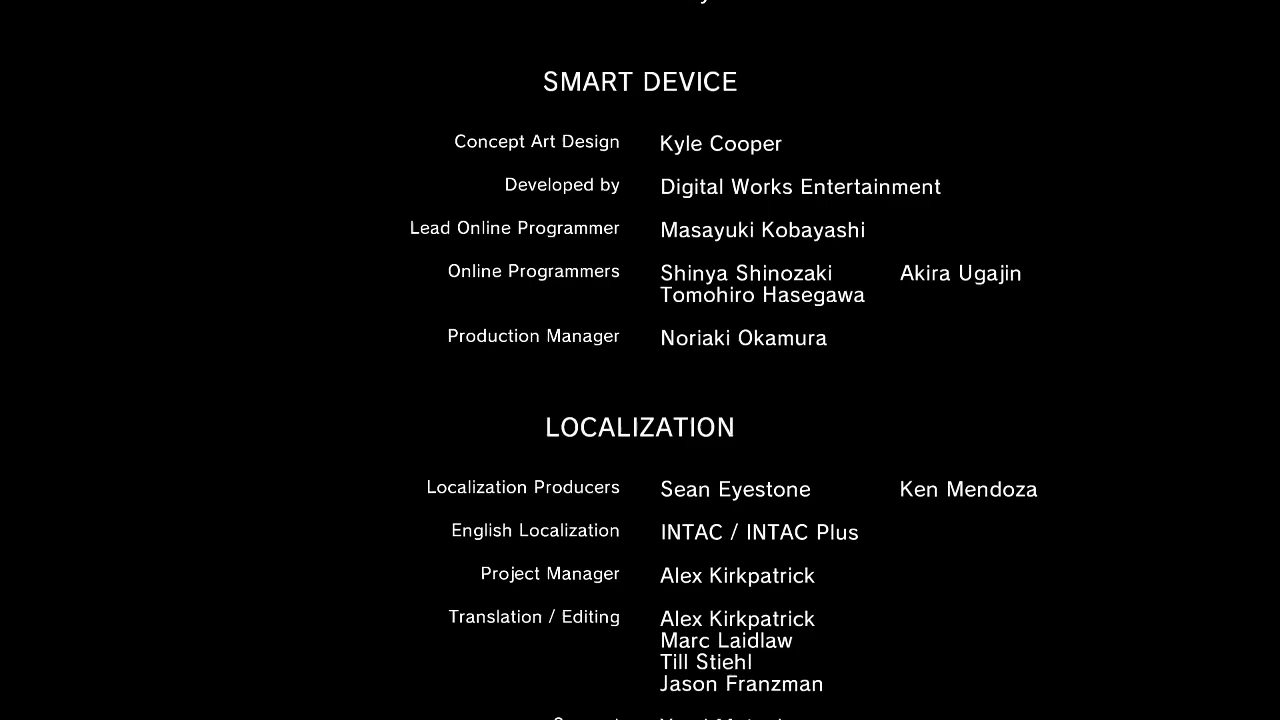 SMART DEVICE
Concept Art Design Kyle Cooper
Developed by Digital Works Entertainment
Lead Online Programmer Masayuki Kobayashi
Online Programmers Shinya Shinozaki Akira Ugajin
Tomohiro Hasegawa
Production Manager Noriaki Okamura
LOCALIZATION
Localization Producers Sean Eyestone Ken Mendoza
English Localization INTAC / INTAC Plus
Project Manager Alex Kirkpatrick
Translation / Editing Alex Kirkpatrick
Marc Laidlaw
Till Stiehl
Jason Franzman